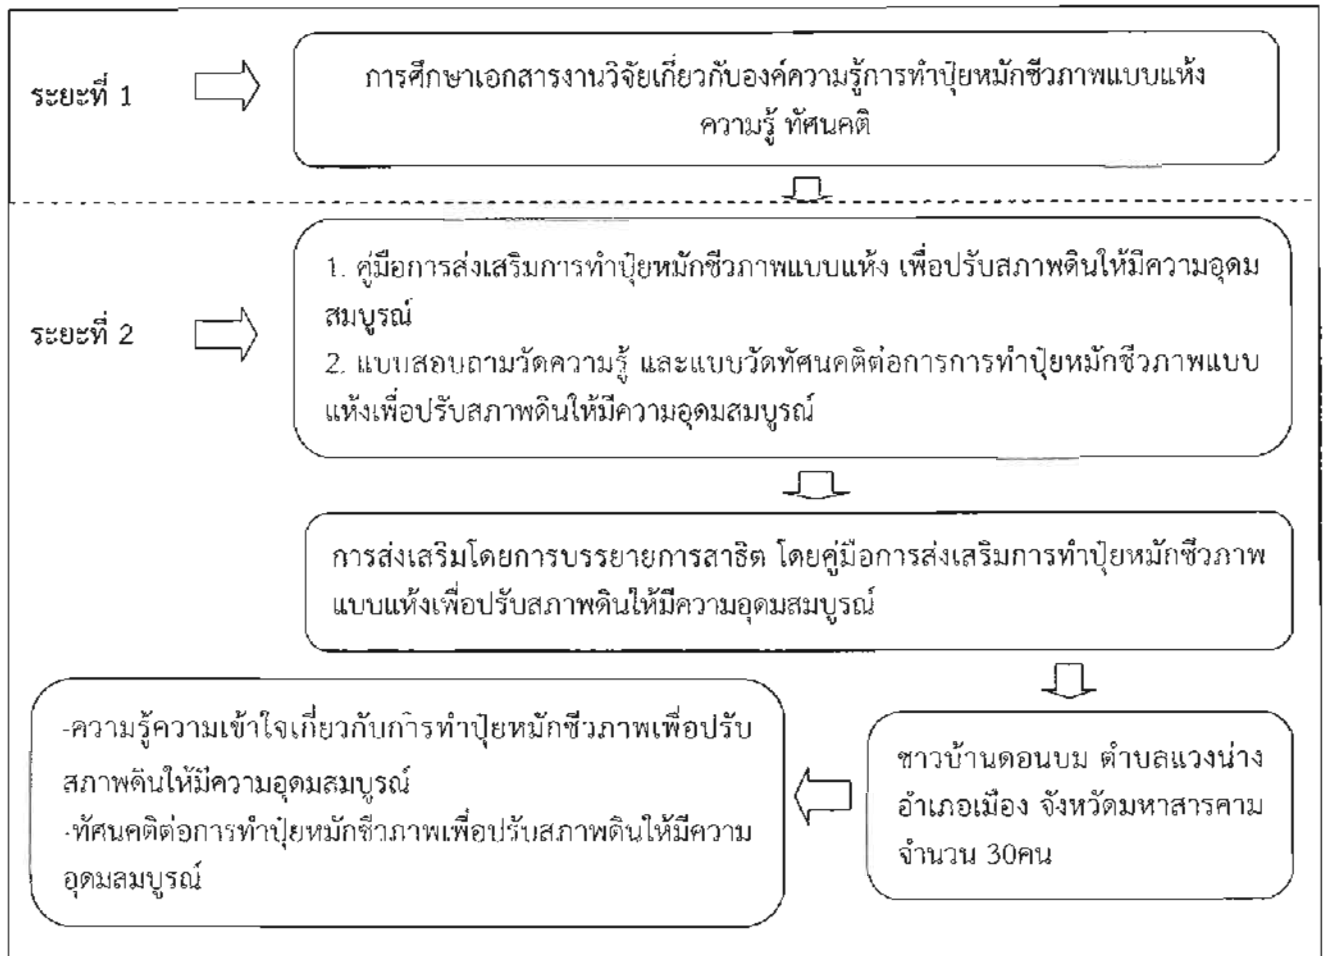 ระยะที่ 1
การศึกษาเอกสารงานวิจัยเกี่ยวกับองค์ความรู้การทำปุ๋ยหมักชีวภาพแบบแห้ง
ความรู้ ทัศนคติ
ระยะที่ 2
1. คู่มือการส่งเสริมการทำปุ๋ยหมักชีวภาพแบบแห้ง เพื่อปรับสภาพดินให้มีความอุดม
สมบูรณ์
2. แบบสอบถามวัดความรู้ และแบบวัดทัศนคติต่อการการทำปุ๋ยหมักชีวภาพแบบ
แห้งเพื่อปรับสภาพดินให้มีความอุดมสมบูรณ์
การส่งเสริมโดยการบรรยายการสาธิต โดยคู่มือการส่งเสริมการทำปุ๋ยหมักชีวภาพ
แบบแห้งเพื่อปรับสภาพดินให้มีความอุดมสมบูรณ์
ชาวบ้านดอนบม ตำบลแวงน่าง
อำเภอเมือง จังหวัดมหาสารคาม
จำนวน 30คน
-ความรู้ความเข้าใจเกี่ยวกับการทำปุ๋ยหมักชีวภาพเพื่อปรับ
สภาพดินให้มีความอุดมสมบูรณ์
-ทัศนคติต่อการทำปุ๋ยหมักชีวภาพเพื่อปรับสภาพดินให้มีความ
อุดมสมบูรณ์